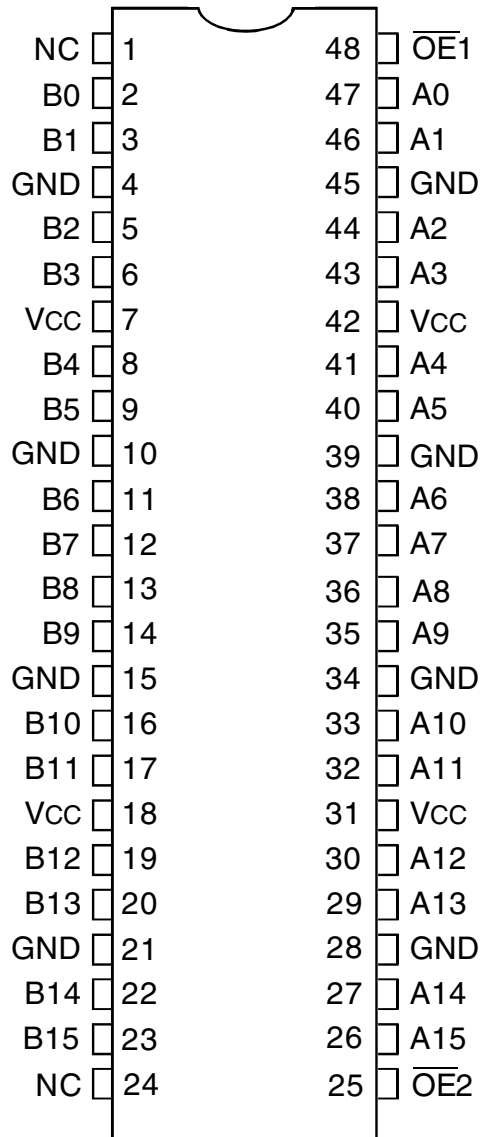 NC 1 48 O̅E̅1
B0 2 47 A0
B1 3 46 A1
GND 4 45 GND
B2 5 44 A2
B3 6 43 A3
VCC 7 42 VCC
B4 8 41 A4
B5 9 40 A5
GND 10 39 GND
B6 11 38 A6
B7 12 37 A7
B8 13 36 A8
B9 14 35 A9
GND 15 34 GND
B10 16 33 A10
B11 17 32 A11
VCC 18 31 VCC
B12 19 30 A12
B13 20 29 A13
GND 21 28 GND
B14 22 27 A14
B15 23 26 A15
NC 24 25 O̅E̅2